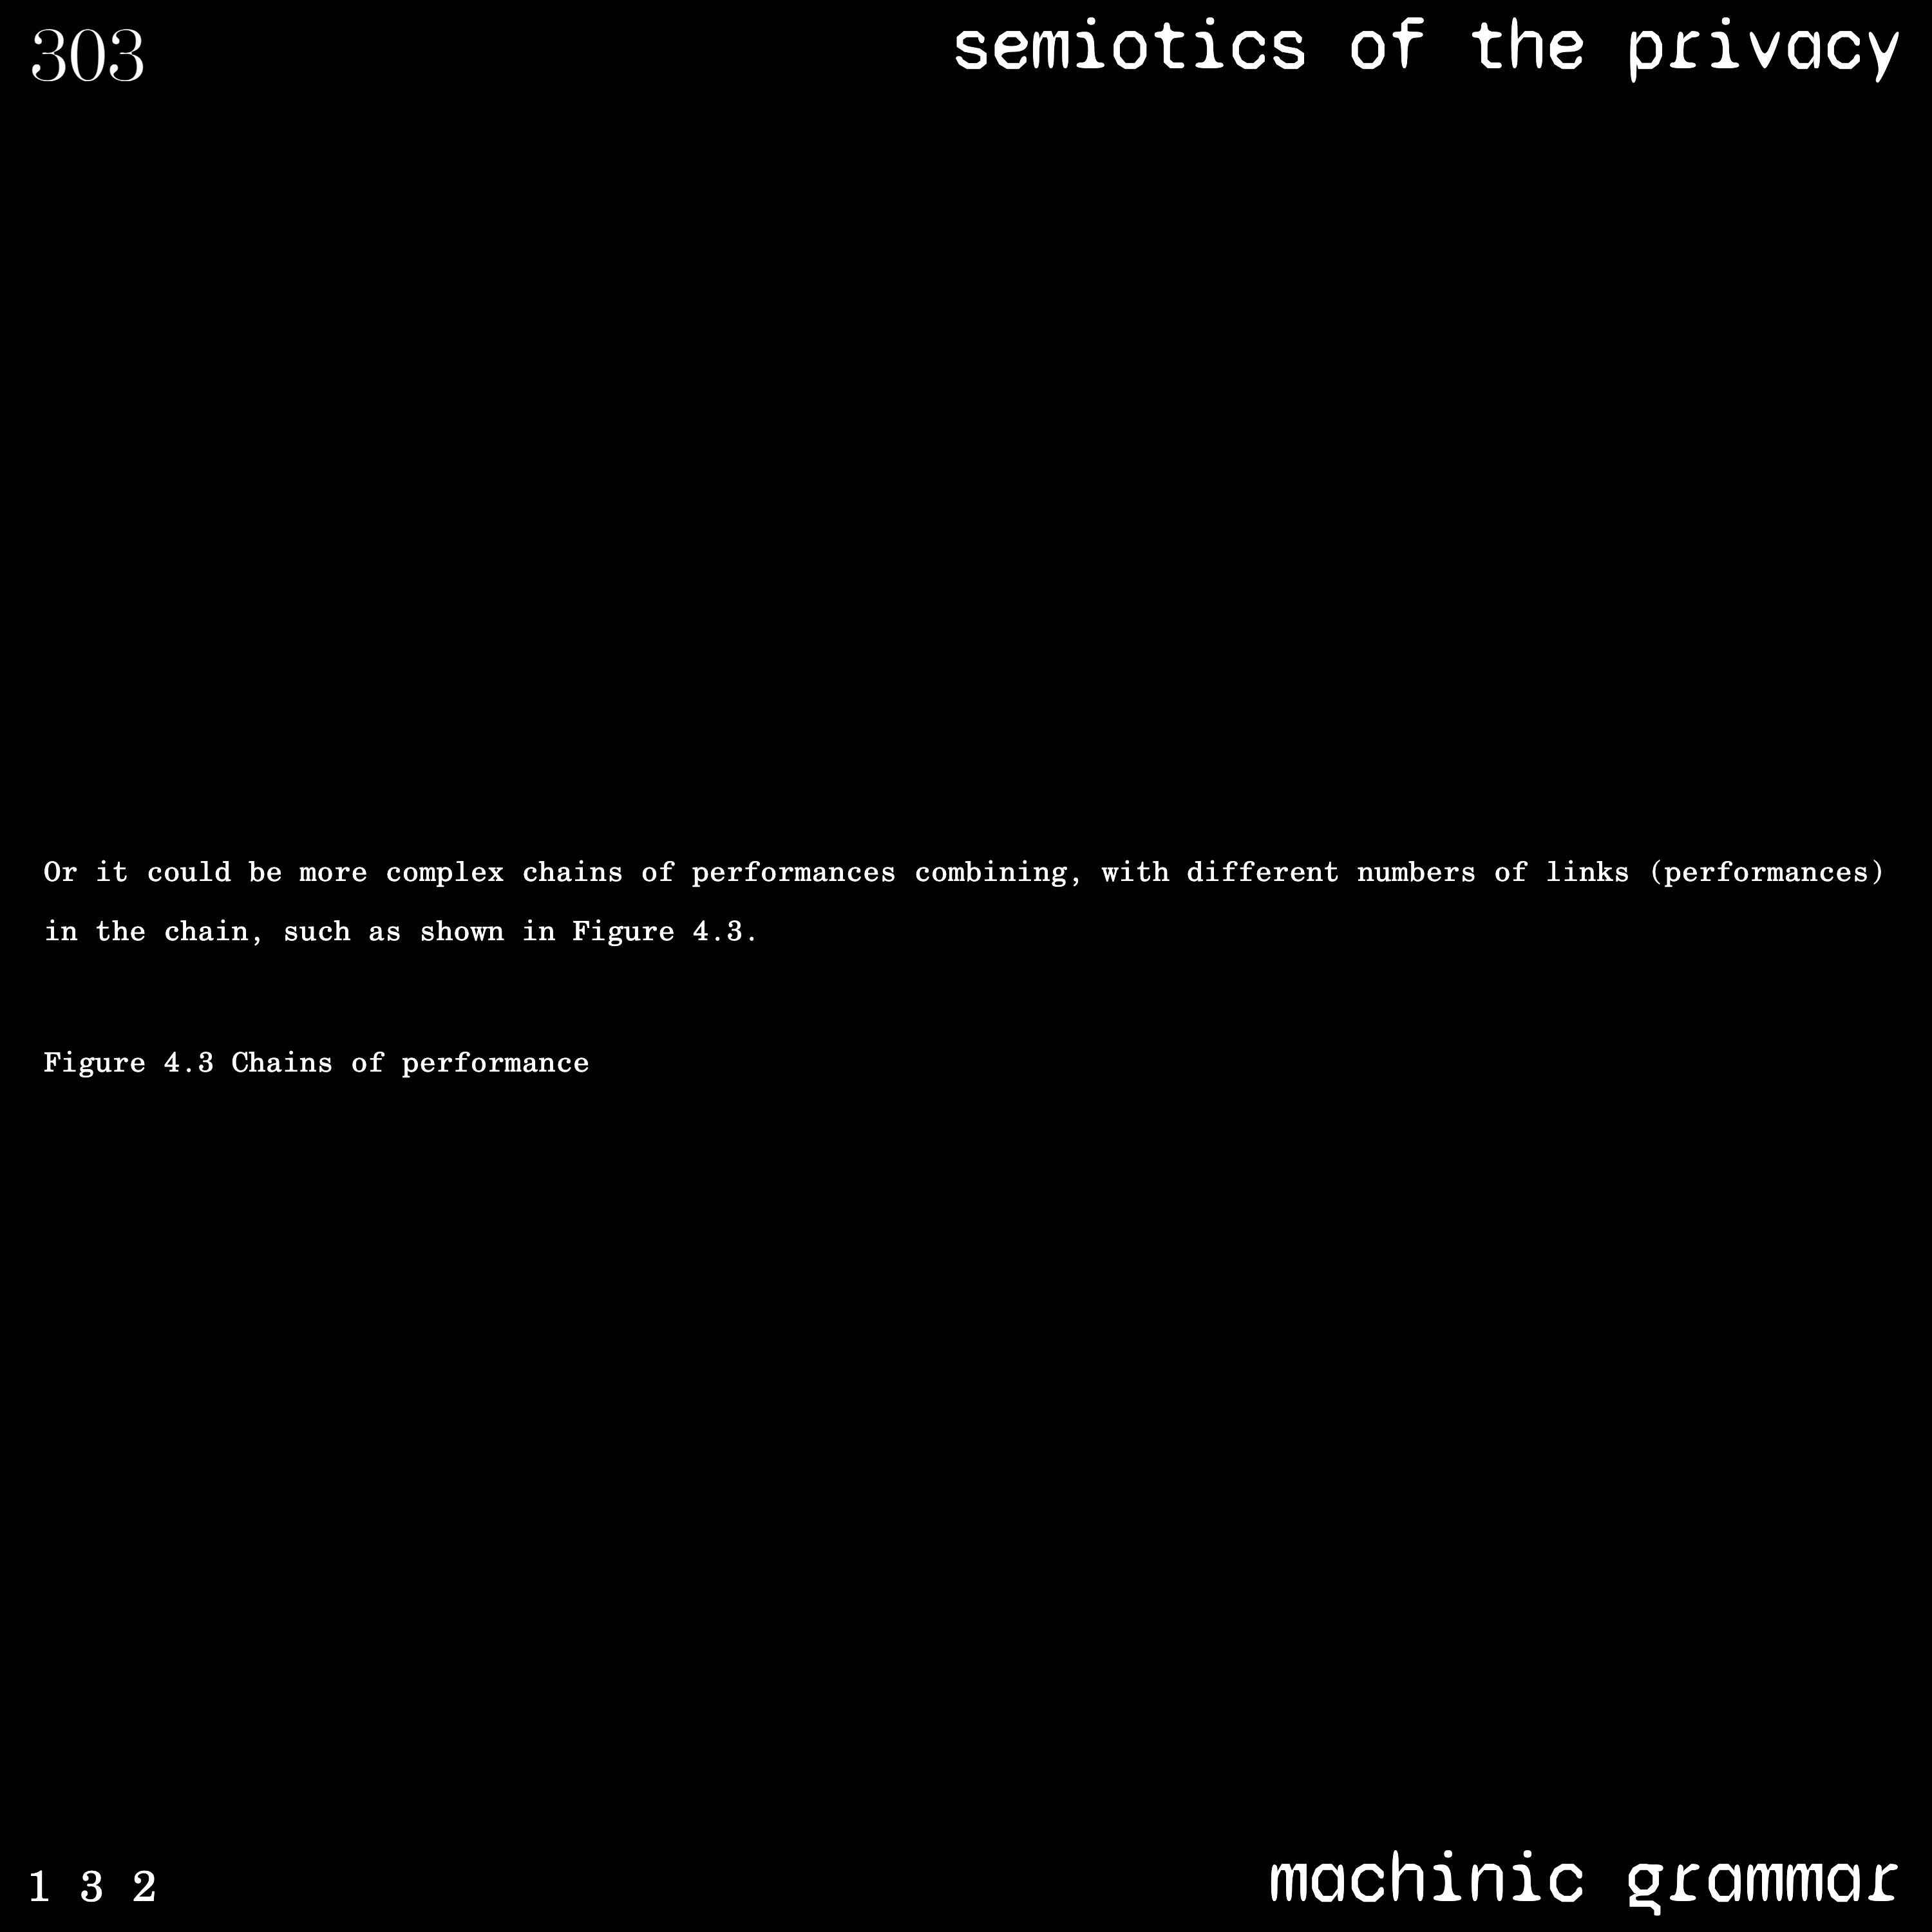 303
semiotics of the privacy
Or it could be more complex chains of performances combining, with different numbers of links (performances)
in the chain, such as shown in Figure 4.3.
Figure 4.3 Chains of performance
1 3 2
machinic grammar